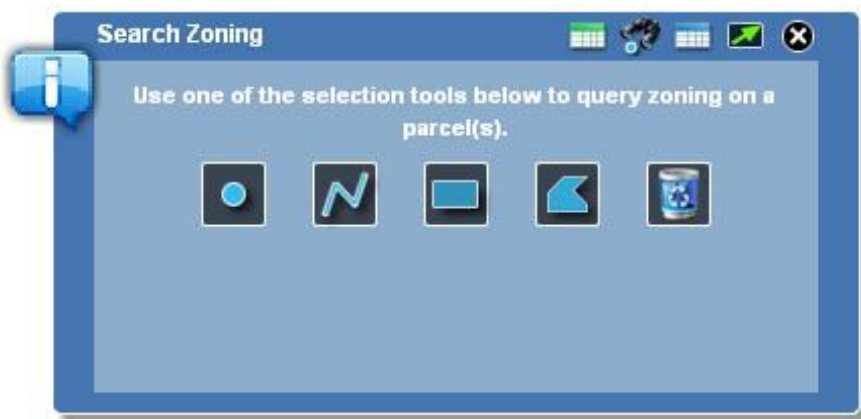 Search Zoning
Use one of the selection tools below to query zoning on a
parcel(s).